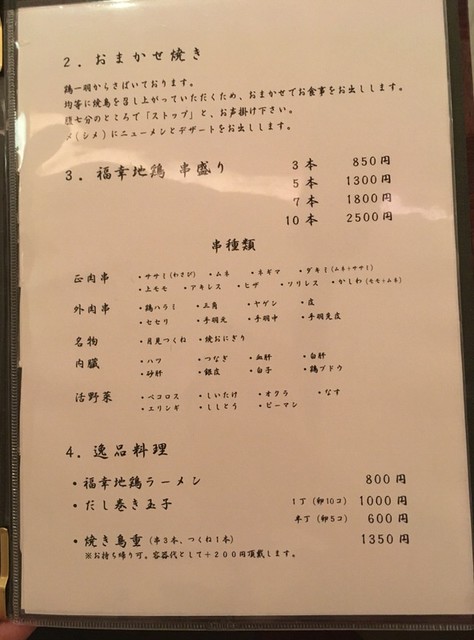 2. おまかせ焼き
鶏一羽からさばいております。
均等に焼鳥を召し上がっていただくため、おまかせでお食事をお出しします。
腹七分のところで「ストップ」と、お声掛け下さい。
〆(シメ)にニューメンとデザートをお出しします。
3. 福幸地鶏 串盛り 3本 850円
5本 1300円
7本 1800円
10本 2500円
串種類
正肉串 ・ササミ(わさび) ・ムネ ・ネギマ ・ダキミ(ムネ+ササミ)
・上モモ ・アキレス ・ヒザ ・ソリレス ・かしわ(モモ+ムネ)
外肉串 ・鶏ハラミ ・三角 ・ヤゲン ・皮
・セセリ ・手羽元 ・手羽中 ・手羽先皮
名物 ・月見つくね ・焼おにぎり
内臓 ・ハツ ・つなぎ ・血肝 ・白肝
・砂肝 ・銀皮 ・白子 ・鶏ブドウ
活野菜 ・ペコロス ・しいたけ ・オクラ ・なす
・エリンギ ・ししとう ・ピーマン
4. 逸品料理
・福幸地鶏ラーメン 800円
・だし巻き玉子 1丁(卵10コ) 1000円
半丁(卵5コ) 600円
・焼き鳥重(串3本、つくね1本) 1350円
※お持ち帰り可。容器代として+200円頂戴します。